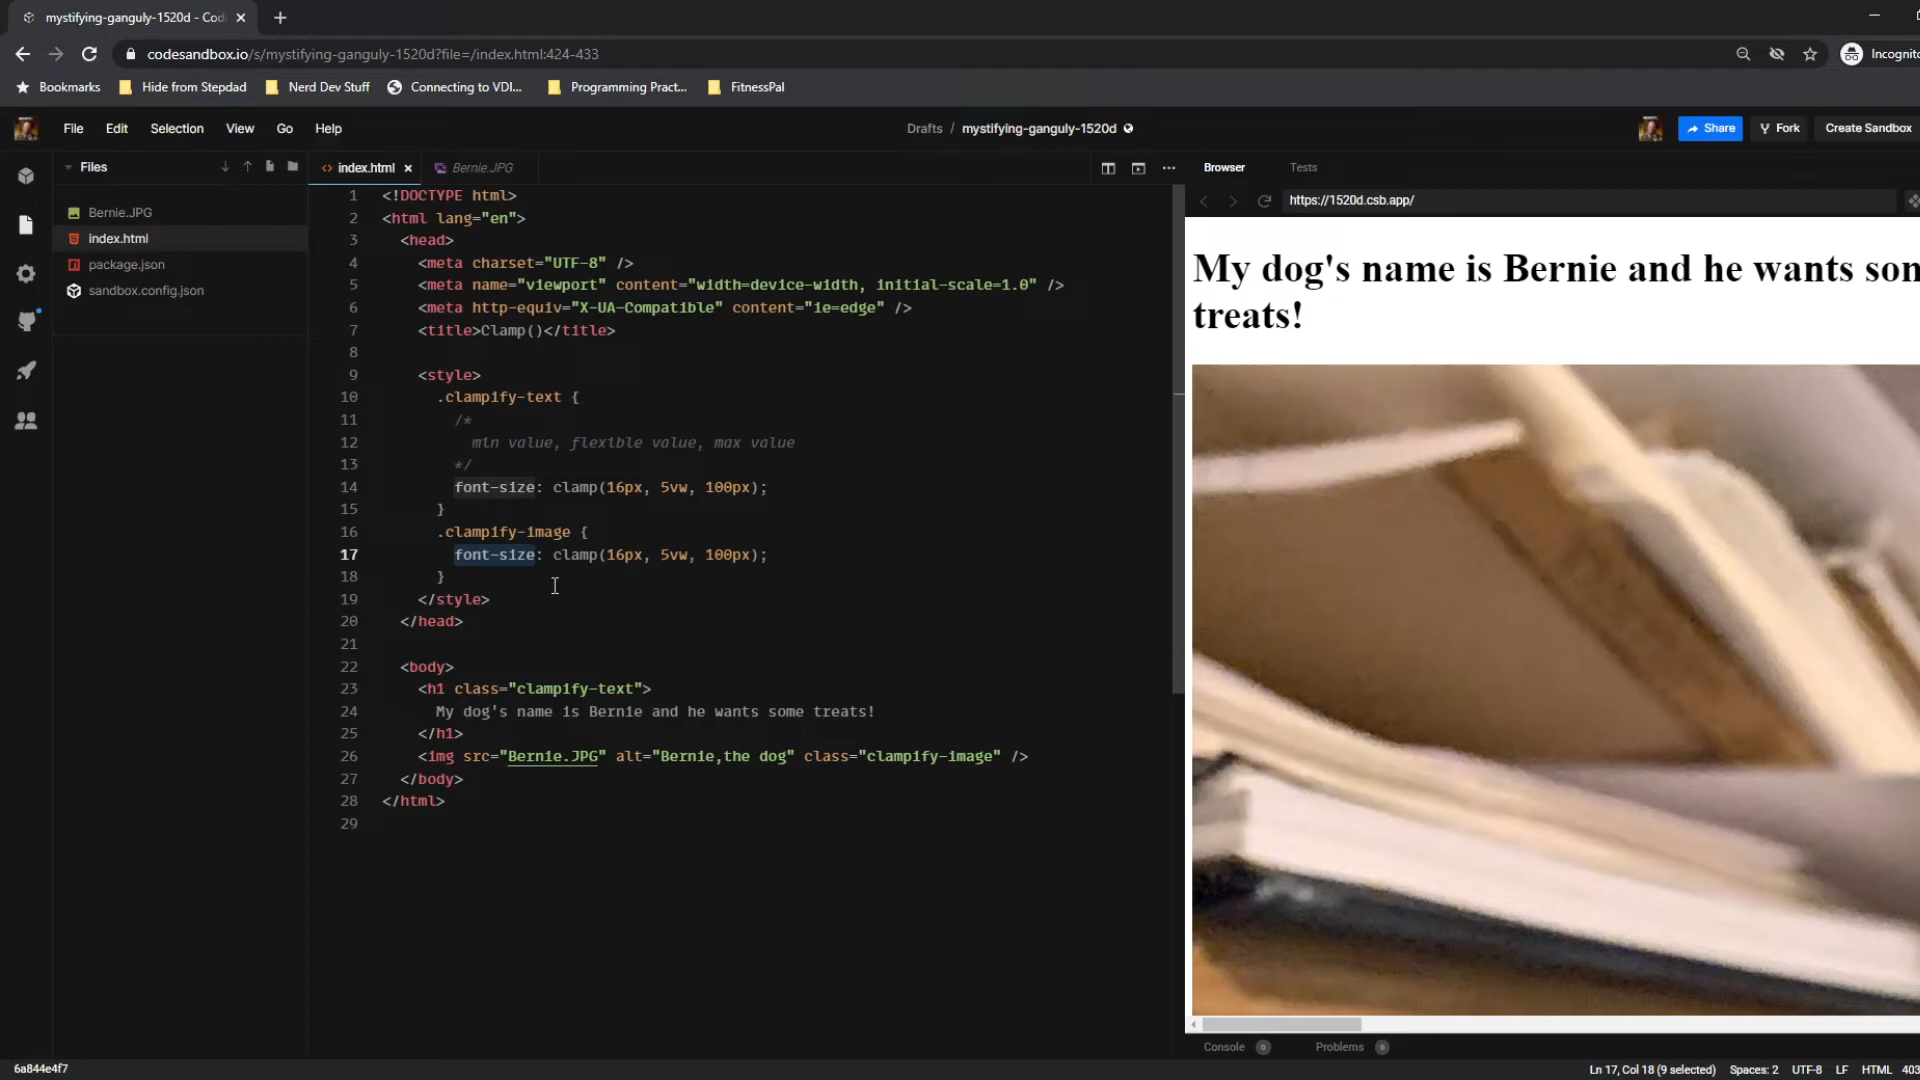 mystifying-ganguly-1520d - Cod
codesandbox.io/s/mystifying-ganguly-1520d?file=/index.html:424-433
Incognito
Bookmarks
Hide from Stepdad
Nerd Dev Stuff
Connecting to VDI...
Programming Pract...
FitnessPal
File
Edit
Selection
View
Go
Help
Drafts / mystifying-ganguly-1520d
Share
Fork
Create Sandbox
Files
index.html
Bernie.JPG
Browser
Tests
https://1520d.csb.app/
Bernie.JPG
index.html
package.json
sandbox.config.json
1 <!DOCTYPE html>
2 <html lang="en">
3 <head>
4 <meta charset="UTF-8" />
5 <meta name="viewport" content="width=device-width, initial-scale=1.0" />
6 <meta http-equiv="X-UA-Compatible" content="ie=edge" />
7 <title>Clamp()</title>
8
9 <style>
10 .clampify-text {
11 /*
12 min value, flexible value, max value
13 */
14 font-size: clamp(16px, 5vw, 100px);
15 }
16 .clampify-image {
17 font-size: clamp(16px, 5vw, 100px);
18 }
19 </style>
20 </head>
21
22 <body>
23 <h1 class="clampify-text">
24 My dog's name is Bernie and he wants some treats!
25 </h1>
26 <img src="Bernie.JPG" alt="Bernie,the dog" class="clampify-image" />
27 </body>
28 </html>
29
My dog's name is Bernie and he wants som
treats!
Console 0
Problems 0
6a844e4f7
Ln 17, Col 18 (9 selected)
Spaces: 2
UTF-8
LF
HTML
403